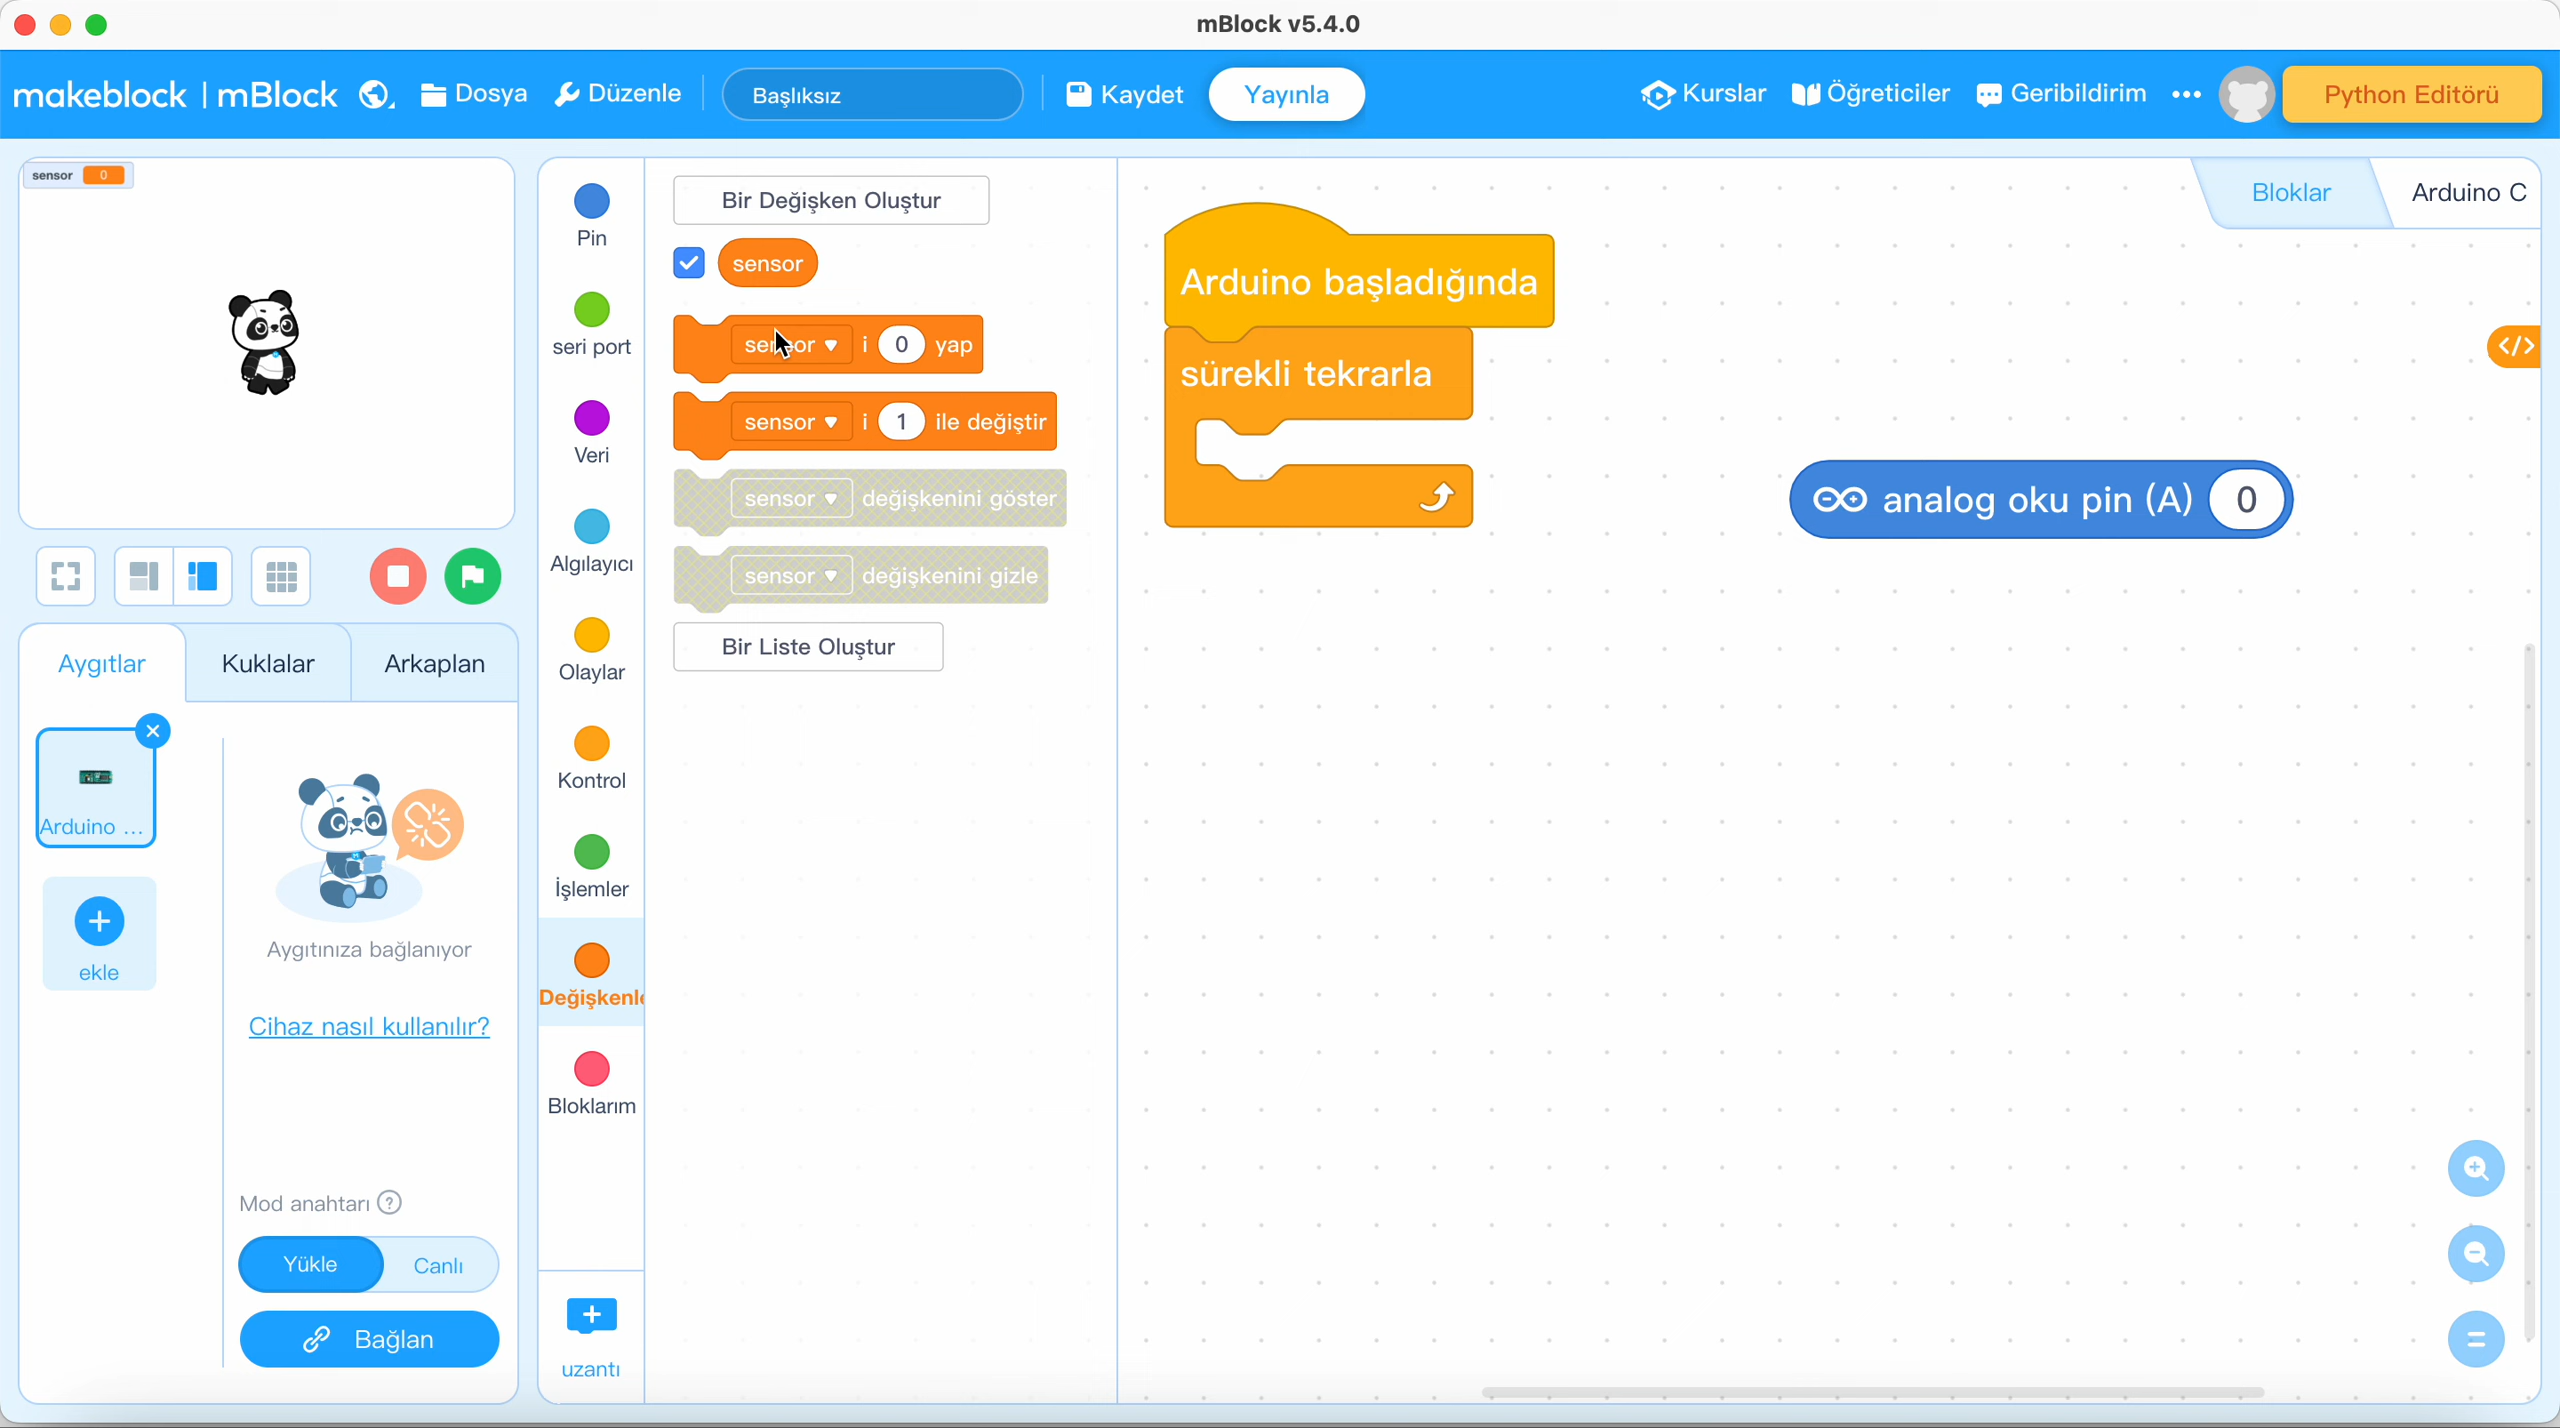 mBlock v5.4.0
makeblock | mBlock Dosya Düzenle Başlıksız Kaydet Yayınla Kurslar Öğreticiler Geribildirim Python Editörü
sensor 0
Pin
seri port
Veri
Algılayıcı
Olaylar
Kontrol
İşlemler
Değişkenle
Bloklarım
uzantı
Bir Değişken Oluştur
sensor
sensor i 0 yap
sensor i 1 ile değiştir
sensor değişkenini göster
sensor değişkenini gizle
Bir Liste Oluştur
Bloklar Arduino C
Arduino başladığında
sürekli tekrarla
analog oku pin (A) 0
Aygıtlar Kuklalar Arkaplan
Arduino ...
ekle
Aygıtınıza bağlanıyor
Cihaz nasıl kullanılır?
Mod anahtarı ?
Yükle Canlı
Bağlan